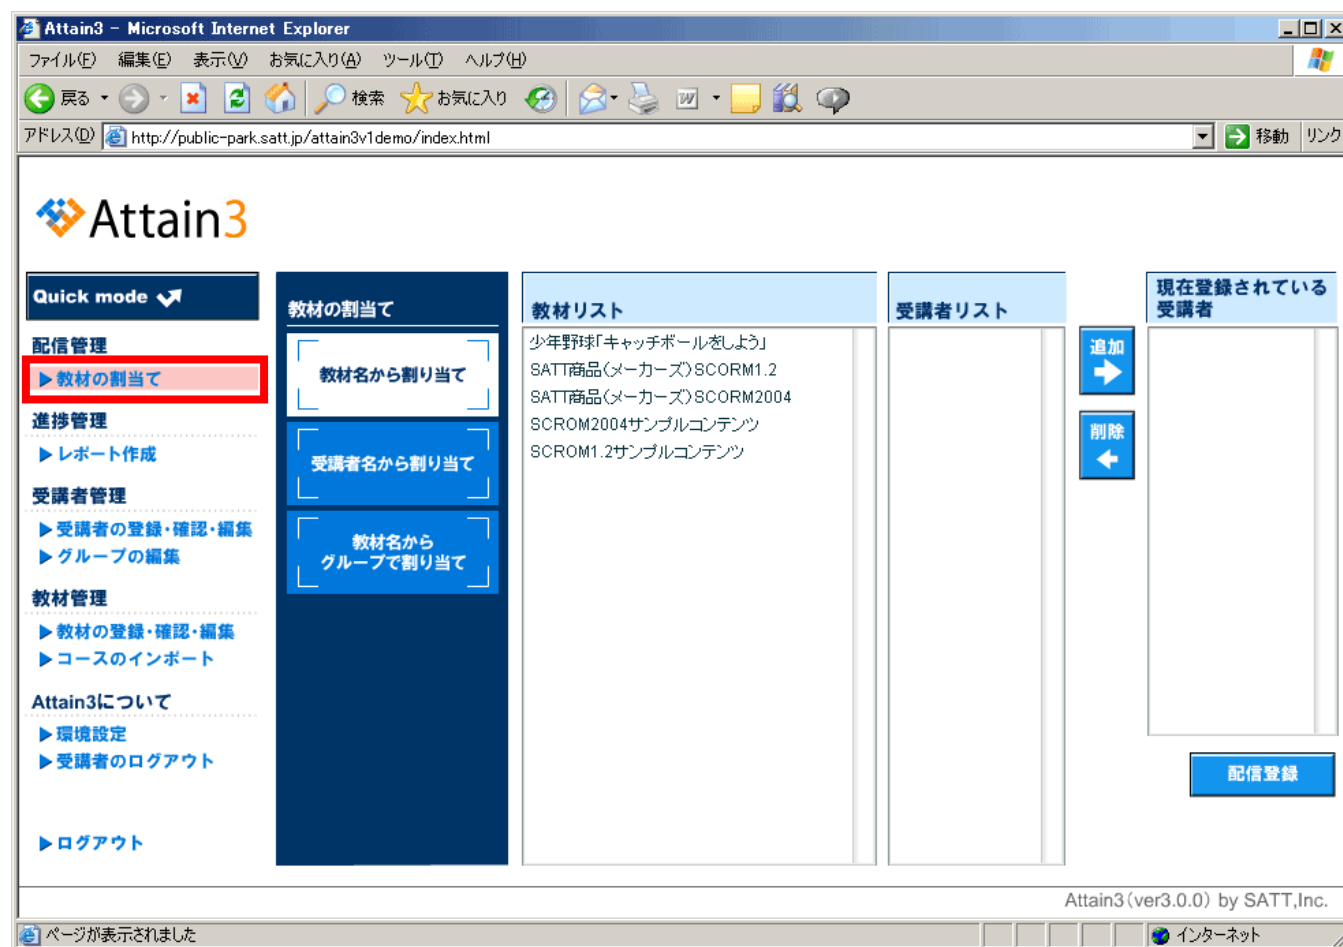 Attain3 - Microsoft Internet Explorer
ファイル(F) 編集(E) 表示(V) お気に入り(A) ツール(T) ヘルプ(H)
戻る 検索 お気に入り
アドレス(D) http://public-park.satt.jp/attain3v1demo/index.html 移動 リンク
Attain3
Quick mode
配信管理
教材の割当て
進捗管理
レポート作成
受講者管理
受講者の登録・確認・編集
グループの編集
教材管理
教材の登録・確認・編集
コースのインポート
Attain3について
環境設定
受講者のログアウト
ログアウト
教材の割当て
教材名から割り当て
受講者名から割り当て
教材名から
グループで割り当て
教材リスト
少年野球「キャッチボールをしよう」
SATT商品(メーカーズ)SCORM1.2
SATT商品(メーカーズ)SCORM2004
SCROM2004サンプルコンテンツ
SCROM1.2サンプルコンテンツ
受講者リスト
追加
削除
現在登録されている
受講者
配信登録
Attain3(ver3.0.0) by SATT,Inc.
ページが表示されました インターネット